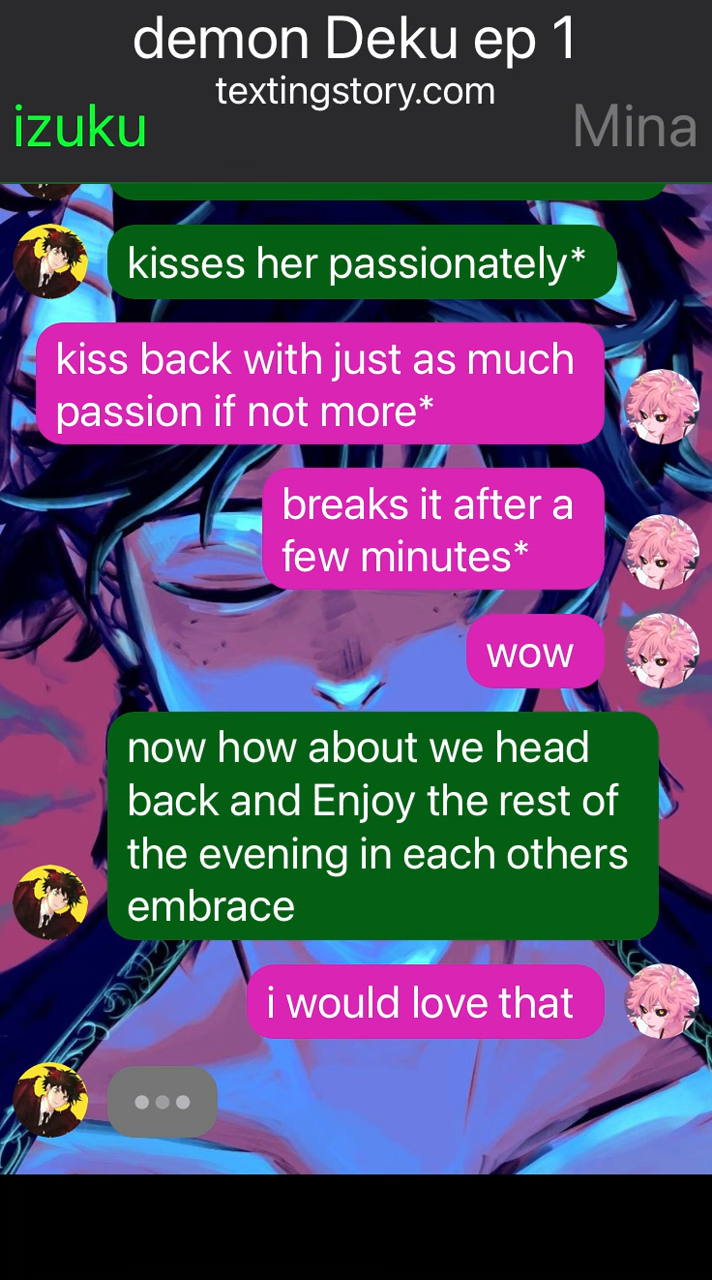 demon Deku ep 1
textingstory.com
izuku
Mina
kisses her passionately*
kiss back with just as much
passion if not more*
breaks it after a
few minutes*
wow
now how about we head
back and Enjoy the rest of
the evening in each others
embrace
i would love that